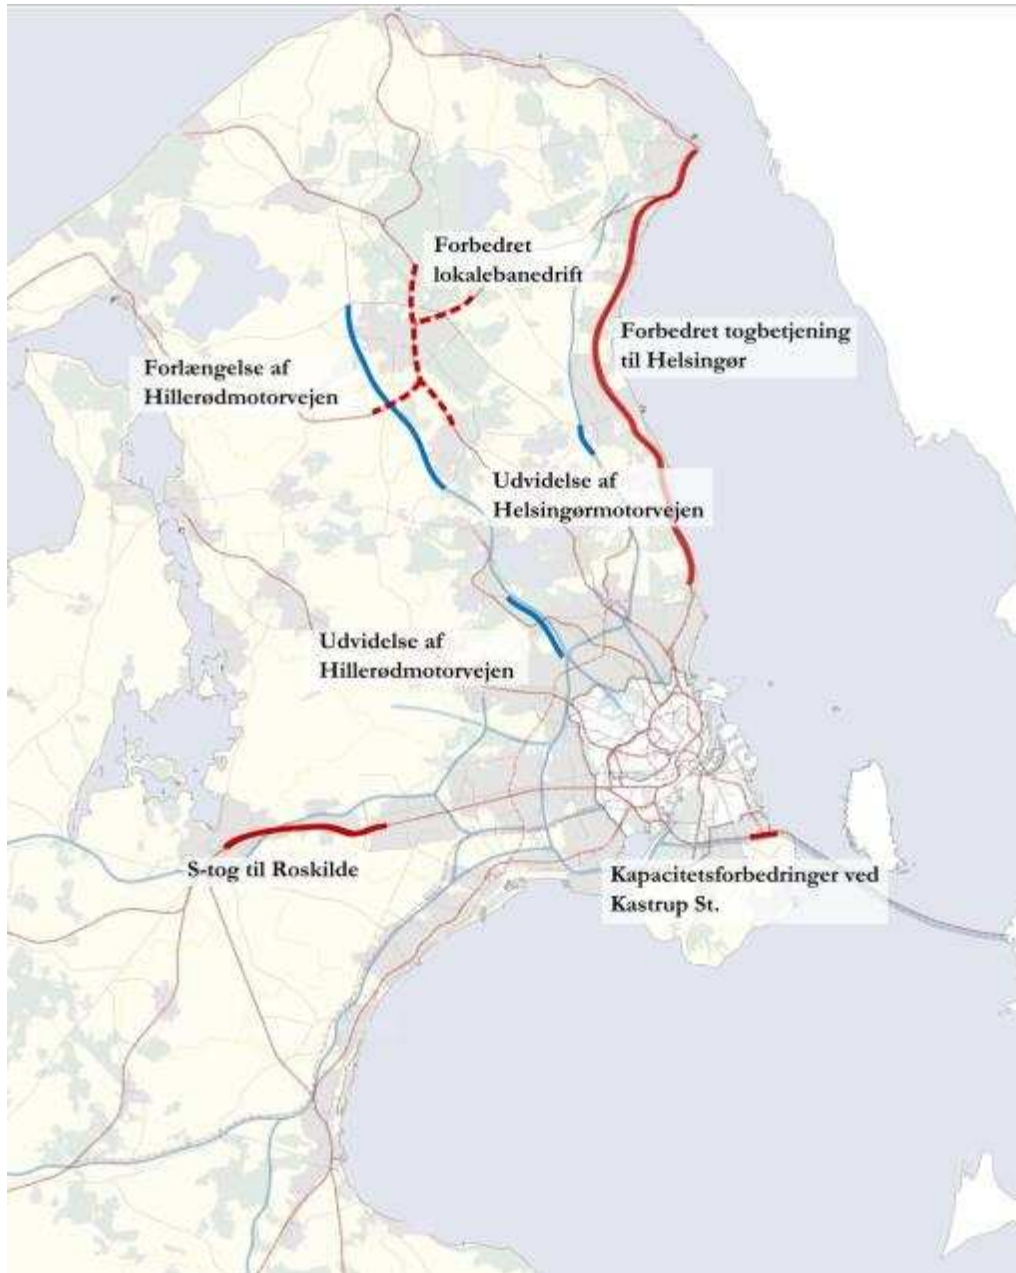 Forbedret
lokalebanedrift
Forbedret togbetjening
til Helsingør
Forlængelse af
Hillerødmotorvejen
Udvidelse af
Helsingørmotorvejen
Udvidelse af
Hillerødmotorvejen
S-tog til Roskilde
Kapacitetsforbedringer ved
Kastrup St.